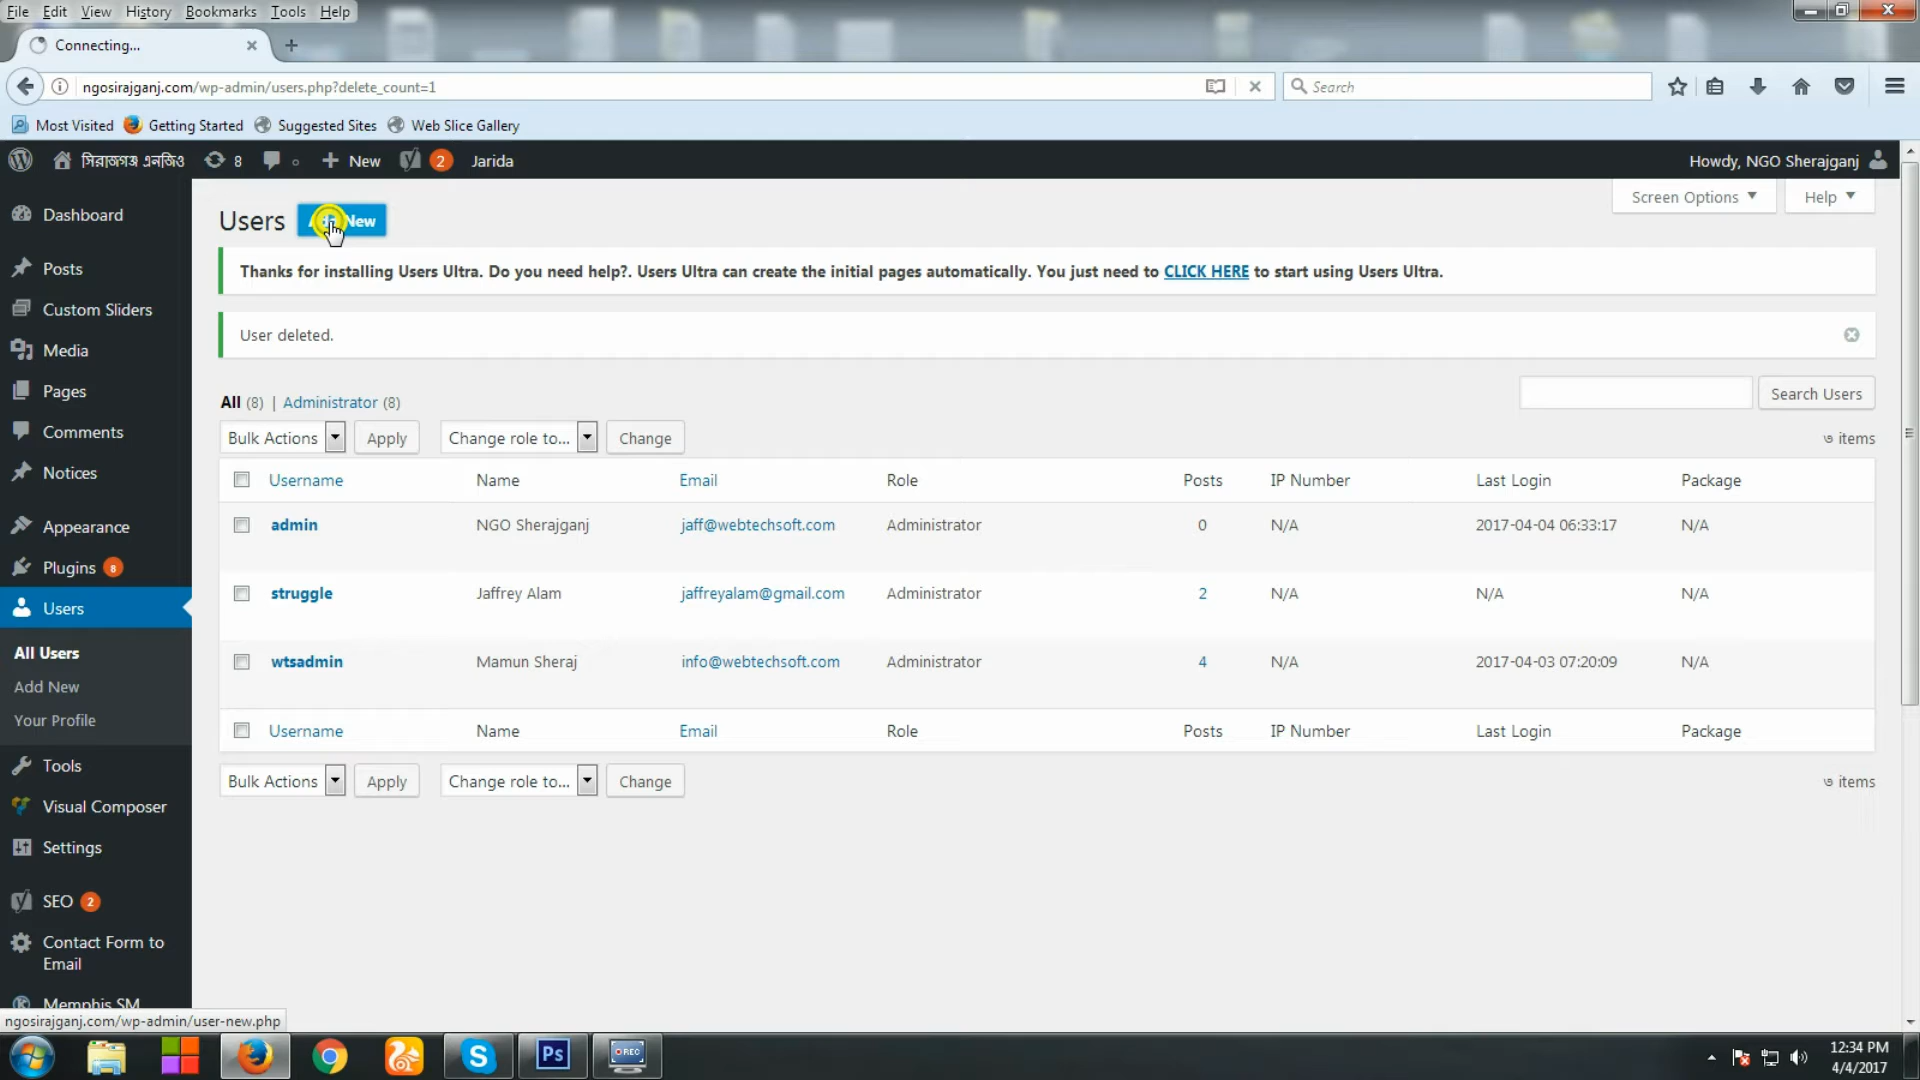 File Edit View History Bookmarks Tools Help
Connecting...
ngosirajganj.com/wp-admin/users.php?delete_count=1
Search
Most Visited Getting Started Suggested Sites Web Slice Gallery
সিরাজগঞ্জ এনজিও 8 ০ New 2 Jarida Howdy, NGO Sherajganj
Screen Options Help
Users New
Thanks for installing Users Ultra. Do you need help?. Users Ultra can create the initial pages automatically. You just need to CLICK HERE to start using Users Ultra.
User deleted.
All (8) | Administrator (8)
Search Users
Bulk Actions Apply Change role to... Change ৩ items
Username Name Email Role Posts IP Number Last Login Package
admin NGO Sherajganj jaff@webtechsoft.com Administrator 0 N/A 2017-04-04 06:33:17 N/A
struggle Jaffrey Alam jaffreyalam@gmail.com Administrator 2 N/A N/A N/A
wtsadmin Mamun Sheraj info@webtechsoft.com Administrator 4 N/A 2017-04-03 07:20:09 N/A
Username Name Email Role Posts IP Number Last Login Package
Bulk Actions Apply Change role to... Change ৩ items
Dashboard
Posts
Custom Sliders
Media
Pages
Comments
Notices
Appearance
Plugins 8
Users
All Users
Add New
Your Profile
Tools
Visual Composer
Settings
SEO 2
Contact Form to
Email
Memphis SM
ngosirajganj.com/wp-admin/user-new.php
Ps
REC
12:34 PM
4/4/2017